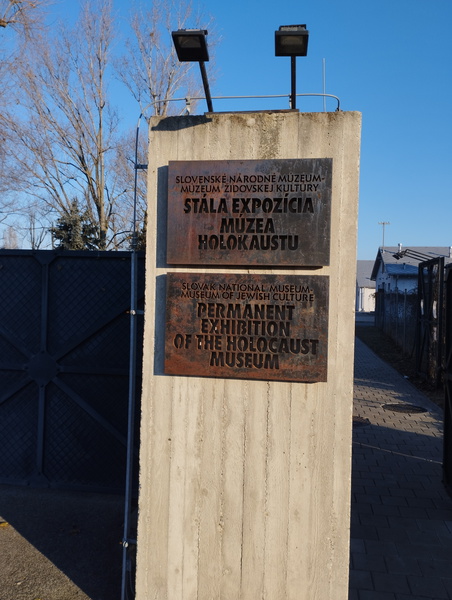 SLOVENSKÉ NÁRODNÉ MÚZEUM-
-MÚZEUM ŽIDOVSKEJ KULTÚRY
STÁLA EXPOZÍCIA
MÚZEA
HOLOKAUSTU
SLOVAK NATIONAL MUSEUM-
-MUSEUM OF JEWISH CULTURE
PERMANENT
EXHIBITION
OF THE HOLOCAUST
MUSEUM